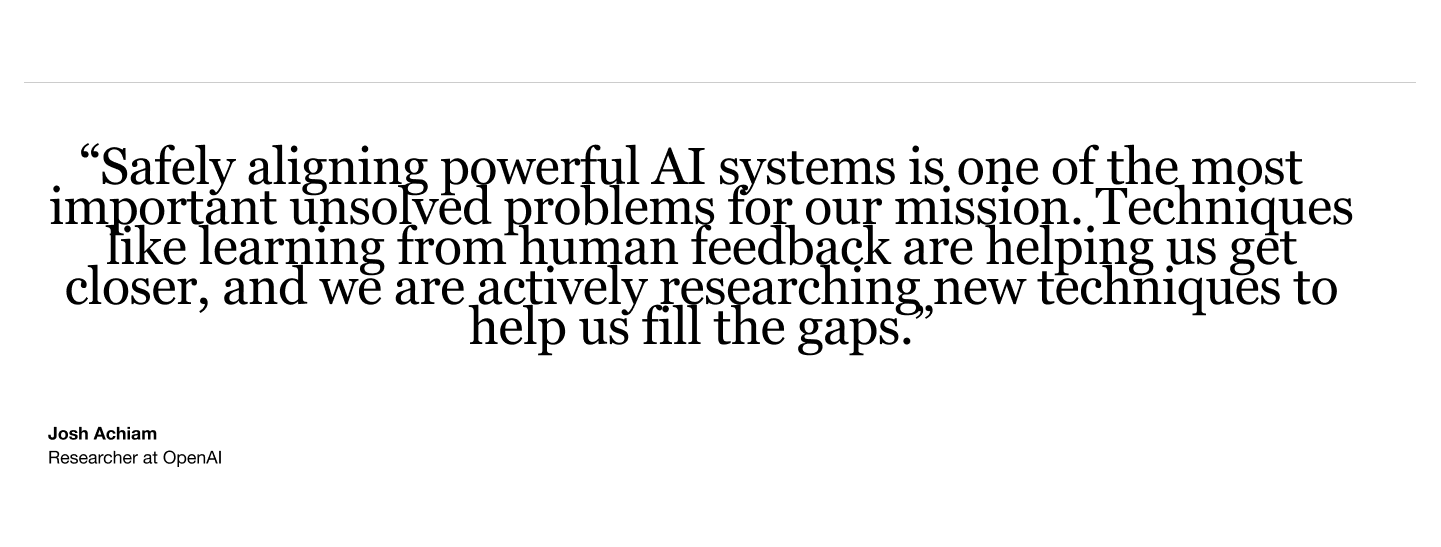 “Safely aligning powerful AI systems is one of the most
important unsolved problems for our mission. Techniques
like learning from human feedback are helping us get
closer, and we are actively researching new techniques to
help us fill the gaps.”
Josh Achiam
Researcher at OpenAI